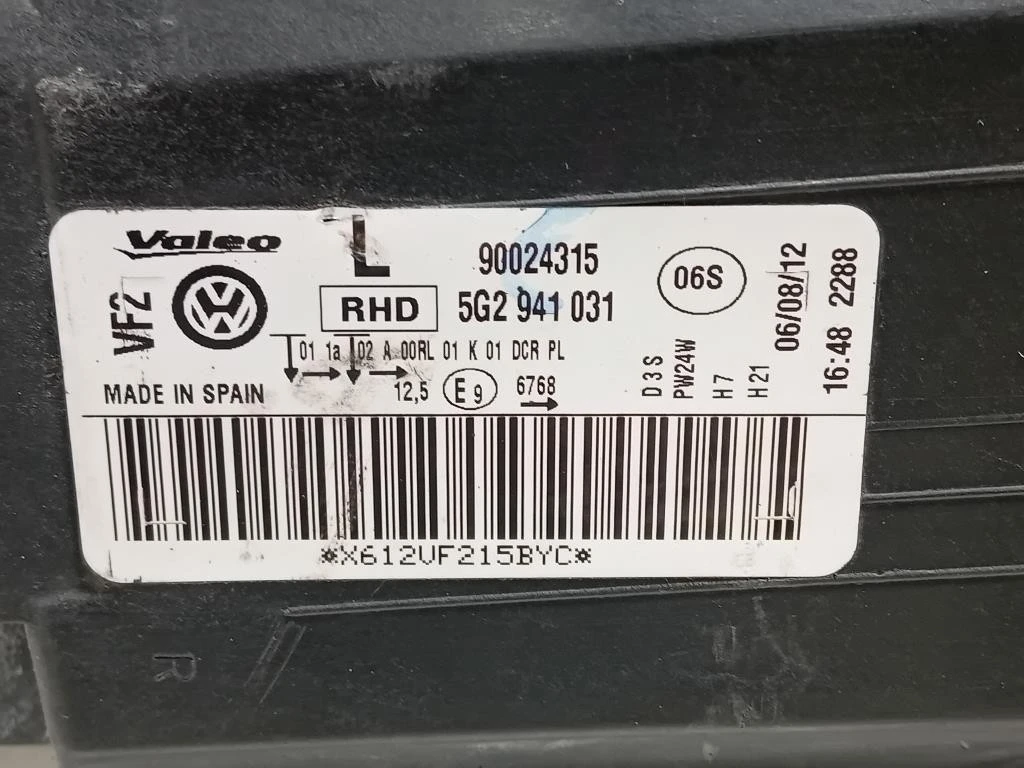 Valeo L 90024315 06S
VF2 RHD 5G2 941 031
01 1a 02 A 00RL 01 K 01 DCR PL
MADE IN SPAIN 12,5 E9 6768
D3S
PW24W
H7
H21
06/08/12
16:48 2288
*X612VF215BYC*
R